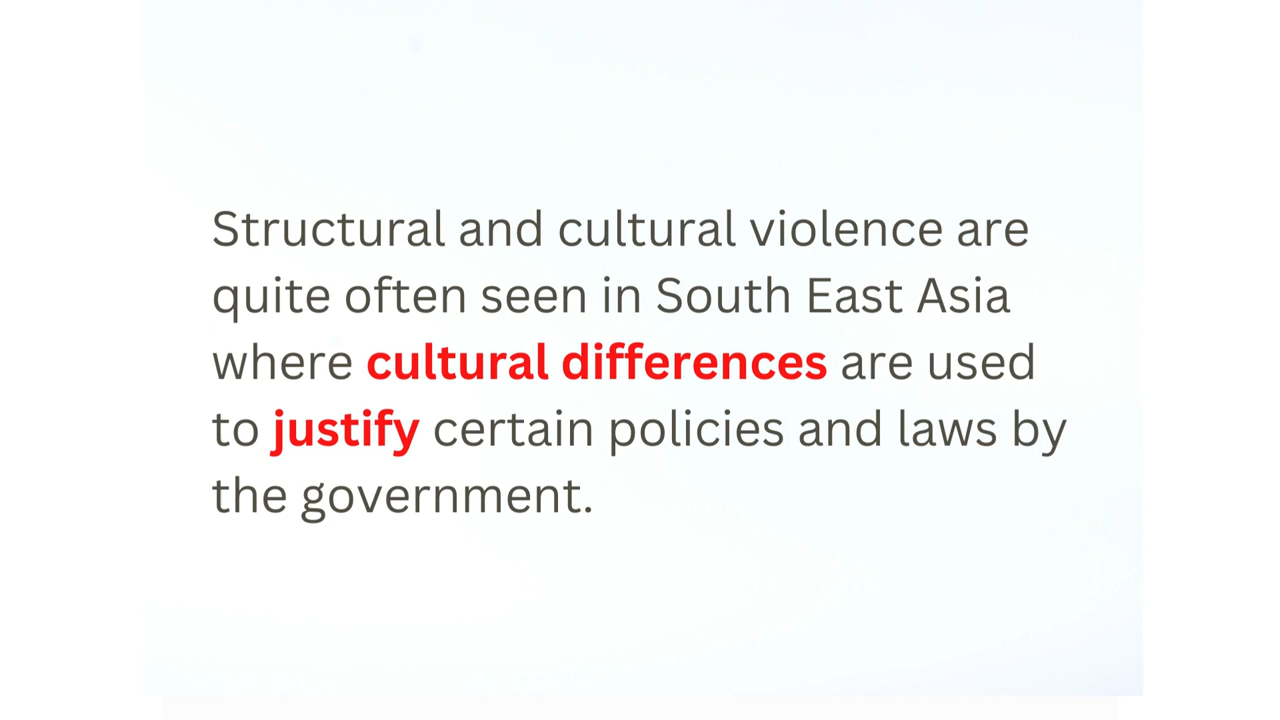 Structural and cultural violence are
quite often seen in South East Asia
where cultural differences are used
to justify certain policies and laws by
the government.